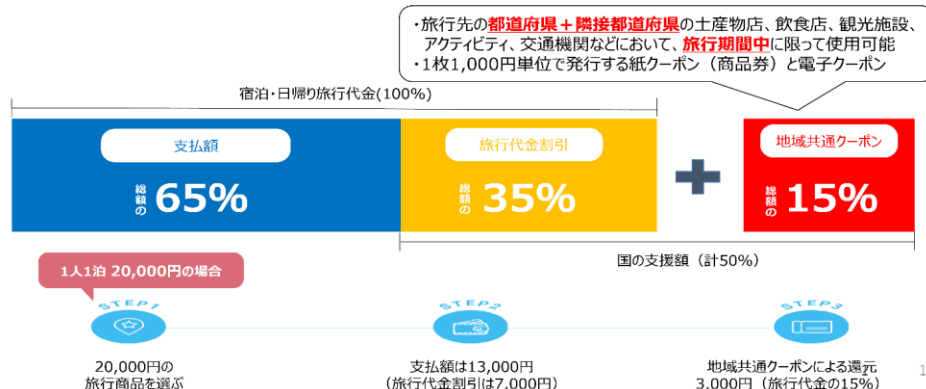 ・旅行先の都道府県＋隣接都道府県の土産物店、飲食店、観光施設、
アクティビティ、交通機関などにおいて、旅行期間中に限って使用可能
・1枚1,000円単位で発行する紙クーポン（商品券）と電子クーポン
宿泊・日帰り旅行代金(100%)
支払額
総額の 65%
旅行代金割引
総額の 35%
地域共通クーポン
総額の 15%
国の支援額（計50%）
1人1泊 20,000円の場合
STEP1
20,000円の
旅行商品を選ぶ
STEP2
支払額は13,000円
（旅行代金割引は7,000円）
STEP3
地域共通クーポンによる還元
3,000円（旅行代金の15%）
1